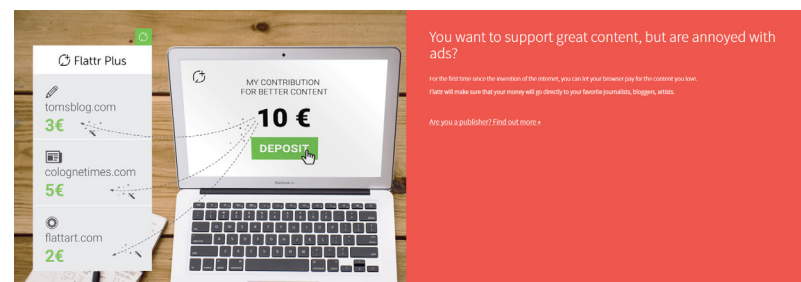 Flattr Plus
tomsblog.com
3€
colognetimes.com
5€
flattart.com
2€
MY CONTRIBUTION
FOR BETTER CONTENT
10 €
DEPOSIT
MacBook Air
You want to support great content, but are annoyed with
ads?
For the first time since the invention of the internet, you can let your browser pay for the content you love.
Flattr will make sure that your money will go directly to your favorite journalists, bloggers, artists.
Are you a publisher? Find out more ▸